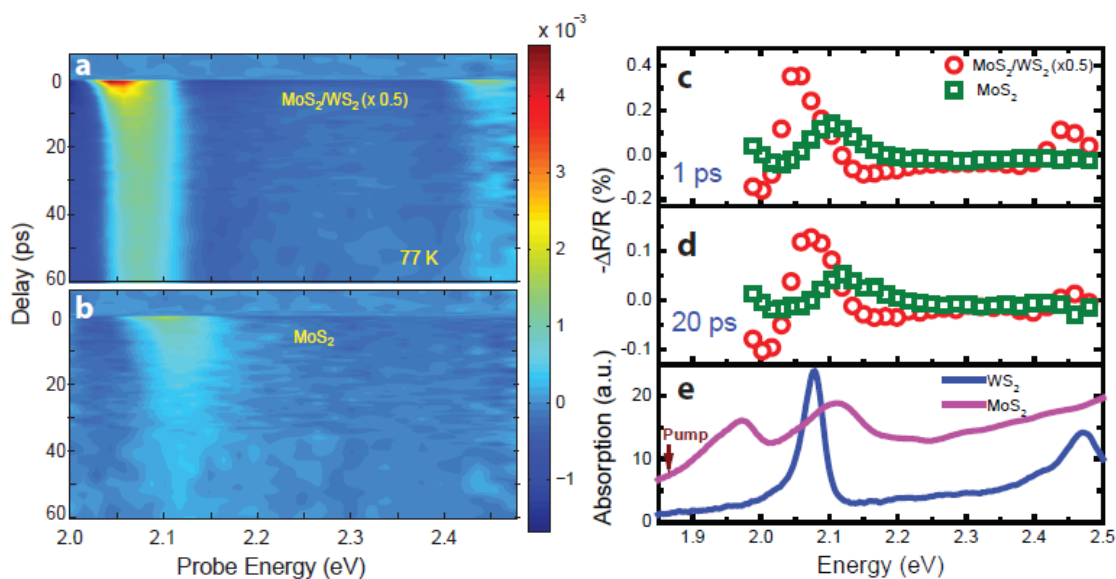 x 10⁻³
a
MoS₂/WS₂ (x 0.5)
77 K
0
20
40
60
b
MoS₂
0
20
40
60
Delay (ps)
2.0 2.1 2.2 2.3 2.4
Probe Energy (eV)
4
3
2
1
0
−1
c
MoS₂/WS₂ (x0.5)
MoS₂
1 ps
0.4
0.2
0.0
-0.2
d
20 ps
0.1
0.0
-0.1
-ΔR/R (%)
e
WS₂
MoS₂
Pump
20
10
0
Absorption (a.u.)
1.9 2.0 2.1 2.2 2.3 2.4 2.5
Energy (eV)